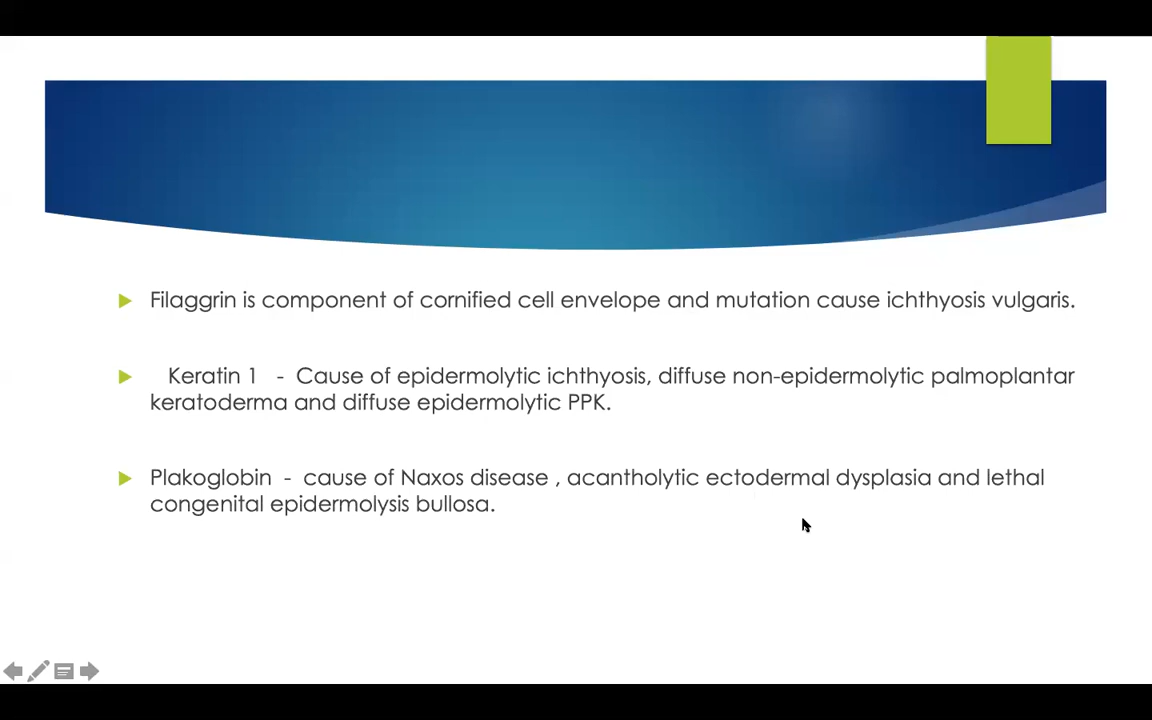 Filaggrin is component of cornified cell envelope and mutation cause ichthyosis vulgaris.
Keratin 1 - Cause of epidermolytic ichthyosis, diffuse non-epidermolytic palmoplantar
keratoderma and diffuse epidermolytic PPK.
Plakoglobin - cause of Naxos disease , acantholytic ectodermal dysplasia and lethal
congenital epidermolysis bullosa.